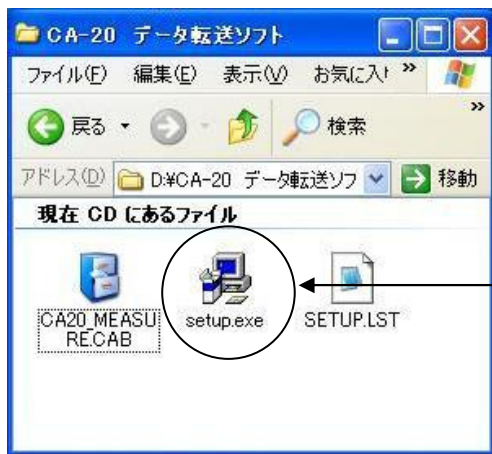 CA-20 データ転送ソフト
ファイル(F) 編集(E) 表示(V) お気に入り »
戻る 検索 »
アドレス(D) D:¥CA-20 データ転送ソフ 移動
現在 CD にあるファイル
CA20_MEASU setup.exe SETUP.LST
RE.CAB